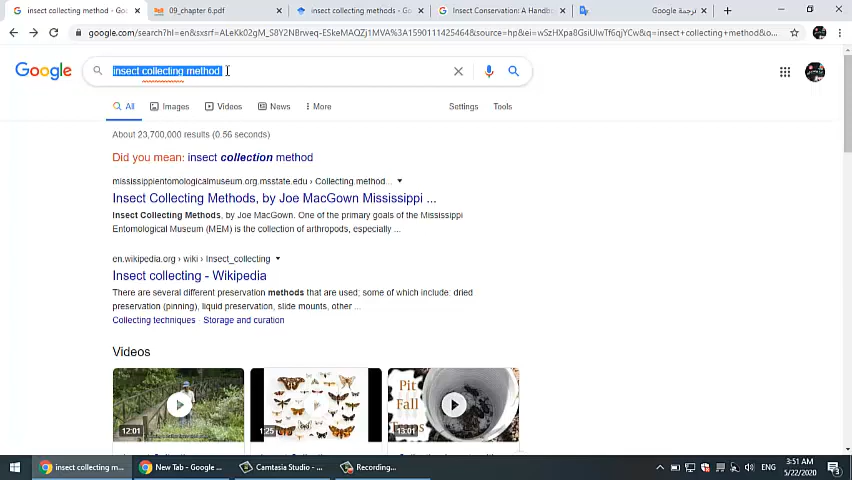 insect collecting method - Goo
09_chapter 6.pdf
insect collecting methods - Go
Insect Conservation: A Handbo
ترجمة Google
google.com/search?hl=en&sxsrf=ALeKk02gM_S8Y2NBrweq-ESkeMAQZj1MVA%3A1590111425464&source=hp&ei=wSzHXpa8GsiUlwTf6qjYCw&q=insect+collecting+method&o...
Google
insect collecting method
All
Images
Videos
News
More
Settings
Tools
About 23,700,000 results (0.56 seconds)
Did you mean: insect collection method
mississippientomologicalmuseum.org.msstate.edu › Collecting method...
Insect Collecting Methods, by Joe MacGown Mississippi ...
Insect Collecting Methods, by Joe MacGown. One of the primary goals of the Mississippi
Entomological Museum (MEM) is the collection of arthropods, especially ...
en.wikipedia.org › wiki › Insect_collecting
Insect collecting - Wikipedia
There are several different preservation methods that are used; some of which include: dried
preservation (pinning), liquid preservation, slide mounts, other ...
Collecting techniques · Storage and curation
Videos
12:01
1:25
Pit
Fall
13:01
insect collecting m...
New Tab - Google ...
Camtasia Studio - ...
Recording...
ENG
3:51 AM
5/22/2020
3